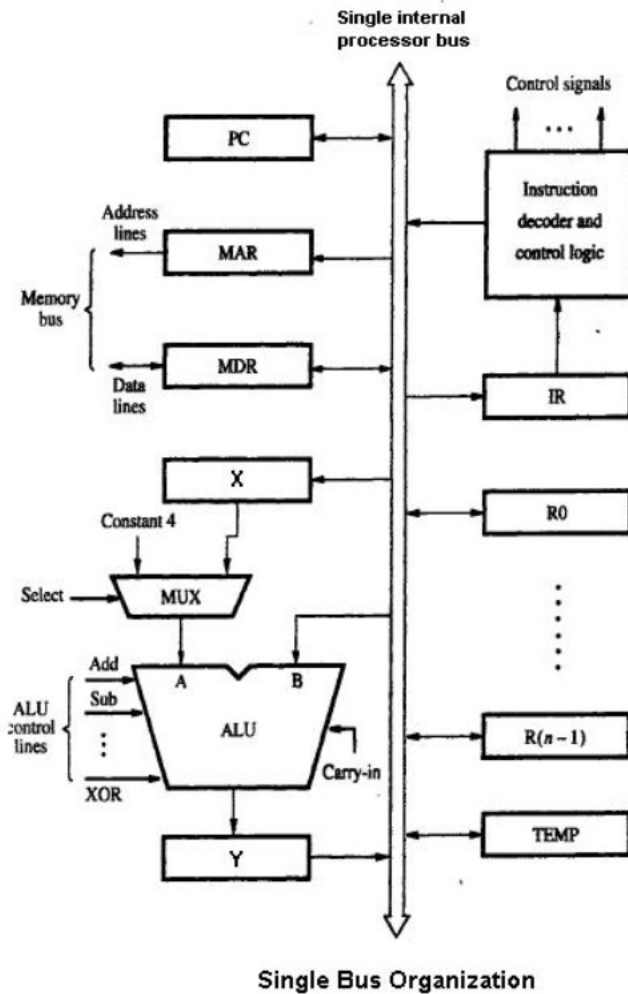 Single internal
processor bus
Control signals
...
PC
Instruction
decoder and
control logic
Address
lines
MAR
Memory
bus
MDR
Data
lines
IR
X
Constant 4
R0
Select
MUX
Add
A
B
ALU
control
lines
Sub
ALU
R(n − 1)
Carry-in
XOR
TEMP
Y
Single Bus Organization